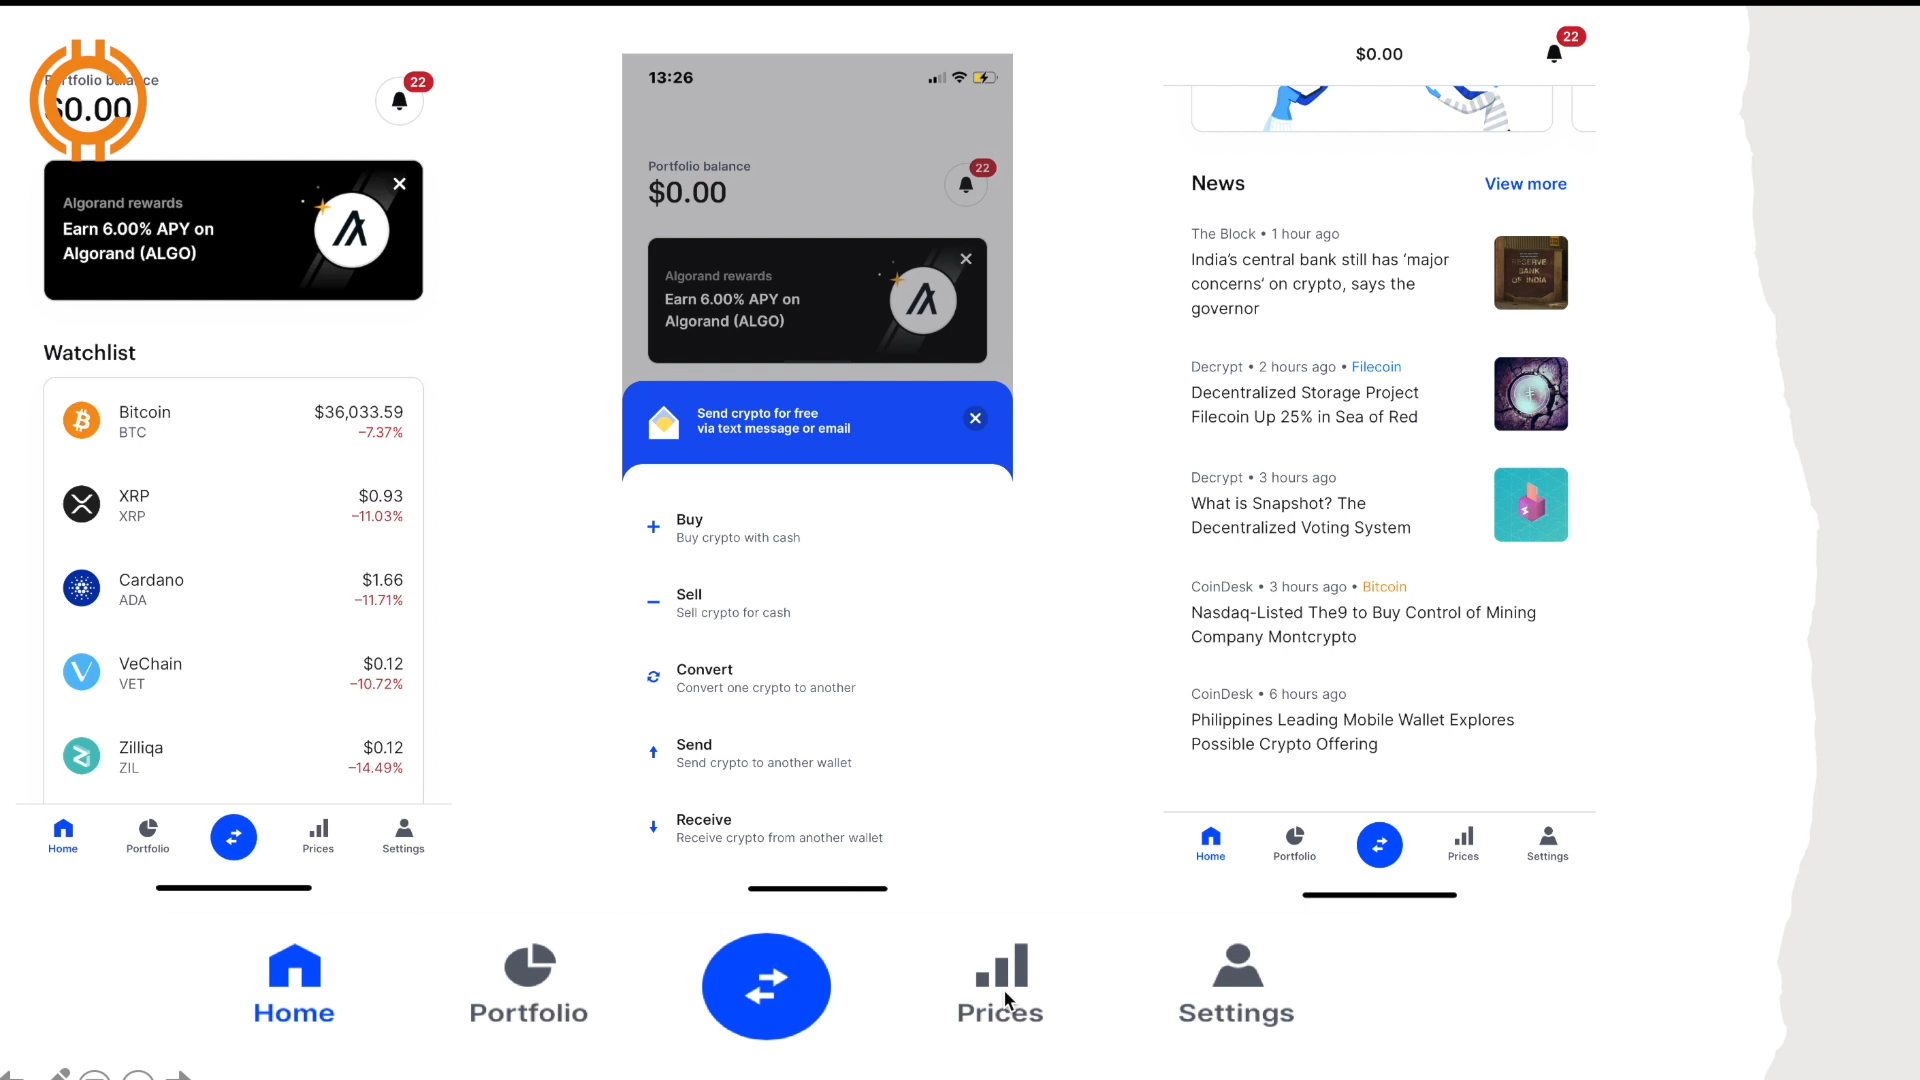 Portfolio balance
$0.00
22
Algorand rewards
Earn 6.00% APY on
Algorand (ALGO)
Watchlist
Bitcoin $36,033.59
BTC –7.37%
XRP $0.93
XRP –11.03%
Cardano $1.66
ADA –11.71%
VeChain $0.12
VET –10.72%
Zilliqa $0.12
ZIL –14.49%
Home Portfolio Prices Settings
13:26
Portfolio balance
$0.00
22
Algorand rewards
Earn 6.00% APY on
Algorand (ALGO)
Send crypto for free
via text message or email
Buy
Buy crypto with cash
Sell
Sell crypto for cash
Convert
Convert one crypto to another
Send
Send crypto to another wallet
Receive
Receive crypto from another wallet
$0.00
22
News View more
The Block • 1 hour ago
India’s central bank still has ‘major
concerns’ on crypto, says the
governor
RESERVE
BANK
OF INDIA
Decrypt • 2 hours ago • Filecoin
Decentralized Storage Project
Filecoin Up 25% in Sea of Red
Decrypt • 3 hours ago
What is Snapshot? The
Decentralized Voting System
CoinDesk • 3 hours ago • Bitcoin
Nasdaq-Listed The9 to Buy Control of Mining
Company Montcrypto
CoinDesk • 6 hours ago
Philippines Leading Mobile Wallet Explores
Possible Crypto Offering
Home Portfolio Prices Settings
Home Portfolio Prices Settings